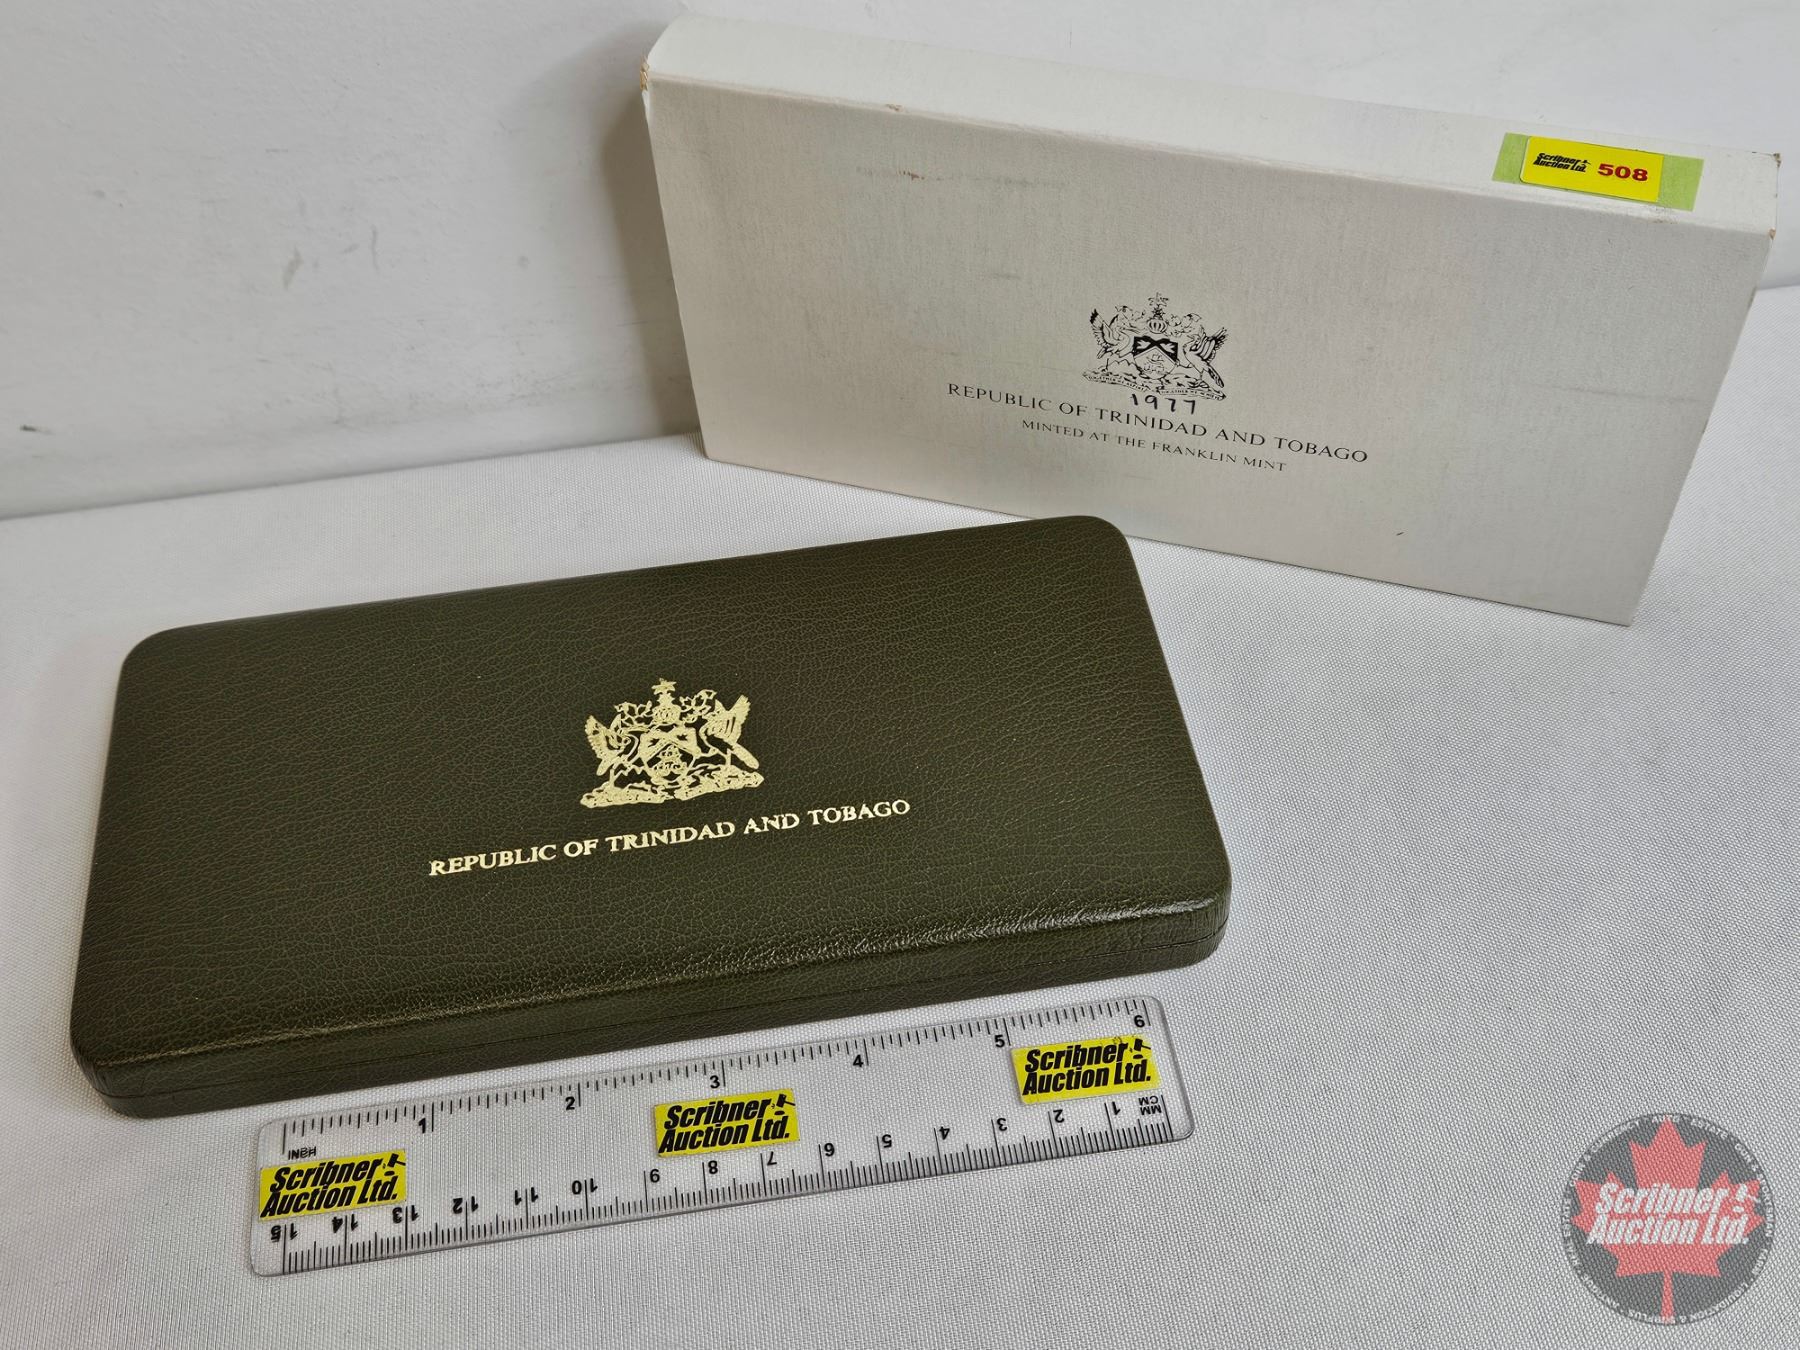 Scribner
Auction Ltd. 508
1977
REPUBLIC OF TRINIDAD AND TOBAGO
MINTED AT THE FRANKLIN MINT
REPUBLIC OF TRINIDAD AND TOBAGO
1 2 3 4 5 6
INCH
Scribner
Auction Ltd.
Scribner
Auction Ltd.
Scribner
Auction Ltd.
15 14 13 12 11 10 9 8 7 6 5 4 3 2 1 MM
CM
Scribner
Auction Ltd.